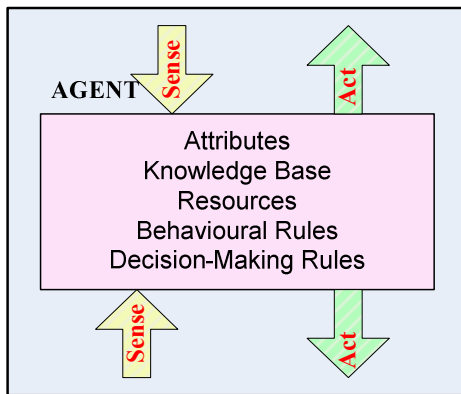 Sense
Act
AGENT
Attributes
Knowledge Base
Resources
Behavioural Rules
Decision-Making Rules
Sense
Act